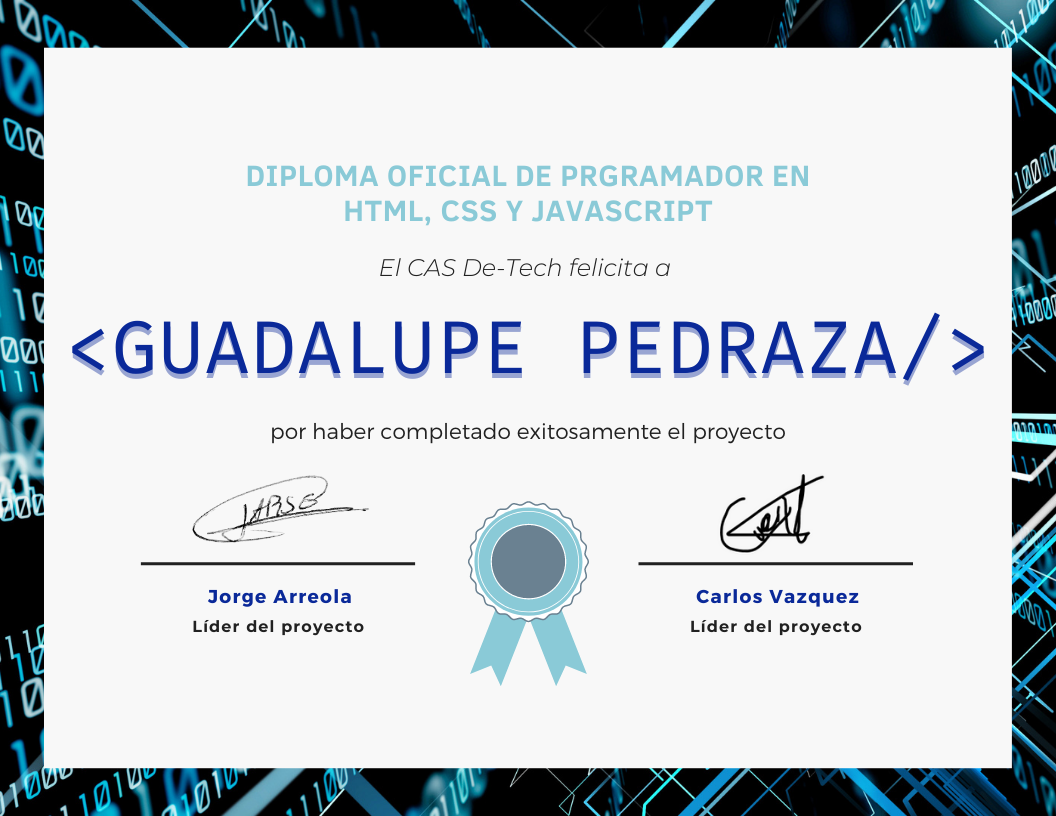 DIPLOMA OFICIAL DE PRGRAMADOR EN
HTML, CSS Y JAVASCRIPT
El CAS De-Tech felicita a
<GUADALUPE PEDRAZA/>
por haber completado exitosamente el proyecto
Jorge Arreola
Líder del proyecto
Carlos Vazquez
Líder del proyecto